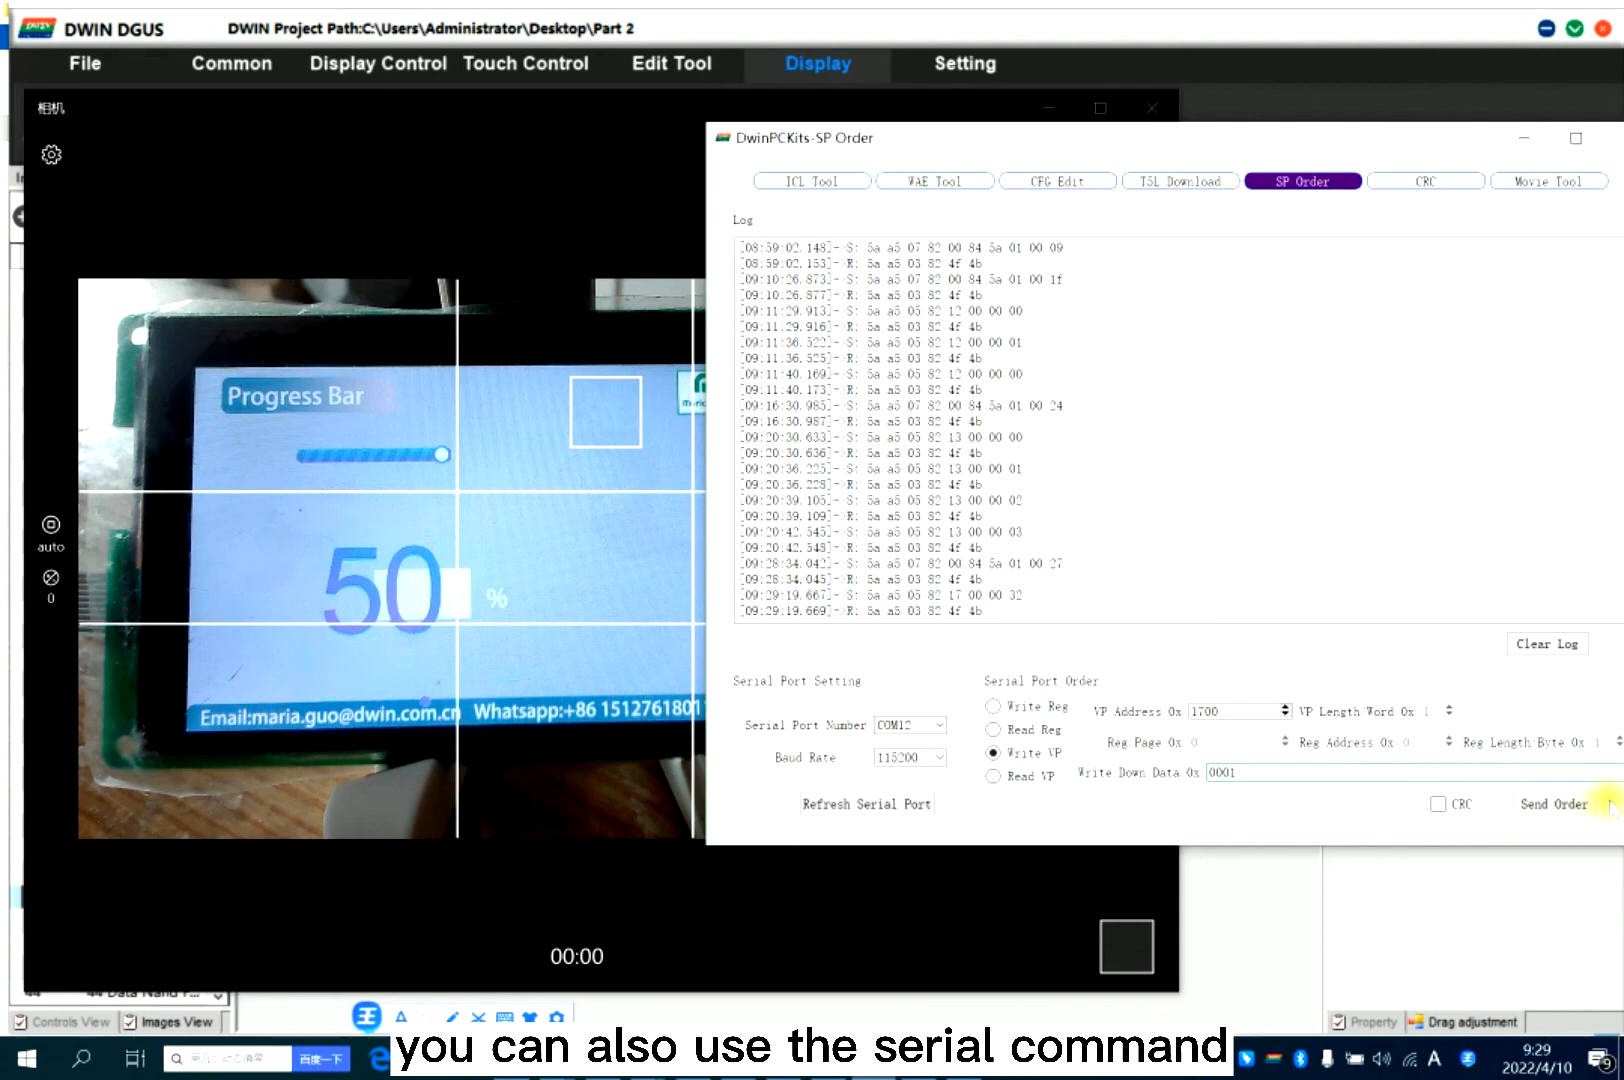 DWIN DGUS
DWIN Project Path:C:\Users\Administrator\Desktop\Part 2
File Common Display Control Touch Control Edit Tool Display Setting
相机
DwinPCKits-SP Order
ICL Tool WAE Tool CFG Edit T5L Download SP Order CRC Movie Tool
Log
[08:59:02.148]->S: 5a a5 07 82 00 84 5a 01 00 09
[08:59:02.153]->R: 5a a5 03 82 4f 4b
[09:10:26.873]->S: 5a a5 07 82 00 84 5a 01 00 1f
[09:10:26.877]->R: 5a a5 03 82 4f 4b
[09:11:29.913]->S: 5a a5 05 82 12 00 00 00
[09:11:29.916]->R: 5a a5 03 82 4f 4b
[09:11:36.522]->S: 5a a5 05 82 12 00 00 01
[09:11:36.525]->R: 5a a5 03 82 4f 4b
[09:11:40.169]->S: 5a a5 05 82 12 00 00 00
[09:11:40.173]->R: 5a a5 03 82 4f 4b
[09:16:30.985]->S: 5a a5 07 82 00 84 5a 01 00 24
[09:16:30.987]->R: 5a a5 03 82 4f 4b
[09:20:30.633]->S: 5a a5 05 82 13 00 00 00
[09:20:30.636]->R: 5a a5 03 82 4f 4b
[09:20:36.225]->S: 5a a5 05 82 13 00 00 01
[09:20:36.228]->R: 5a a5 03 82 4f 4b
[09:20:39.105]->S: 5a a5 05 82 13 00 00 02
[09:20:39.109]->R: 5a a5 03 82 4f 4b
[09:20:42.545]->S: 5a a5 05 82 13 00 00 03
[09:20:42.548]->R: 5a a5 03 82 4f 4b
[09:28:34.042]->S: 5a a5 07 82 00 84 5a 01 00 27
[09:28:34.045]->R: 5a a5 03 82 4f 4b
[09:29:19.667]->S: 5a a5 05 82 17 00 00 32
[09:29:19.669]->R: 5a a5 03 82 4f 4b
Clear Log
Progress Bar
50 %
Email:maria.guo@dwin.com.cn Whatsapp:+86 1512761801
auto
0
Serial Port Setting
Serial Port Number COM12
Baud Rate 115200
Refresh Serial Port
Serial Port Order
Write Reg VP Address 0x 1700 VP Length/Word 0x 1
Read Reg Reg Page 0x 0 Reg Address 0x 0 Reg Length/Byte 0x 1
Write VP
Read VP Write Down Data 0x 0001
CRC Send Order
00:00
Controls View Images View
Property Drag adjustment
you can also use the serial command
百度一下
A
9:29
2022/4/10
9